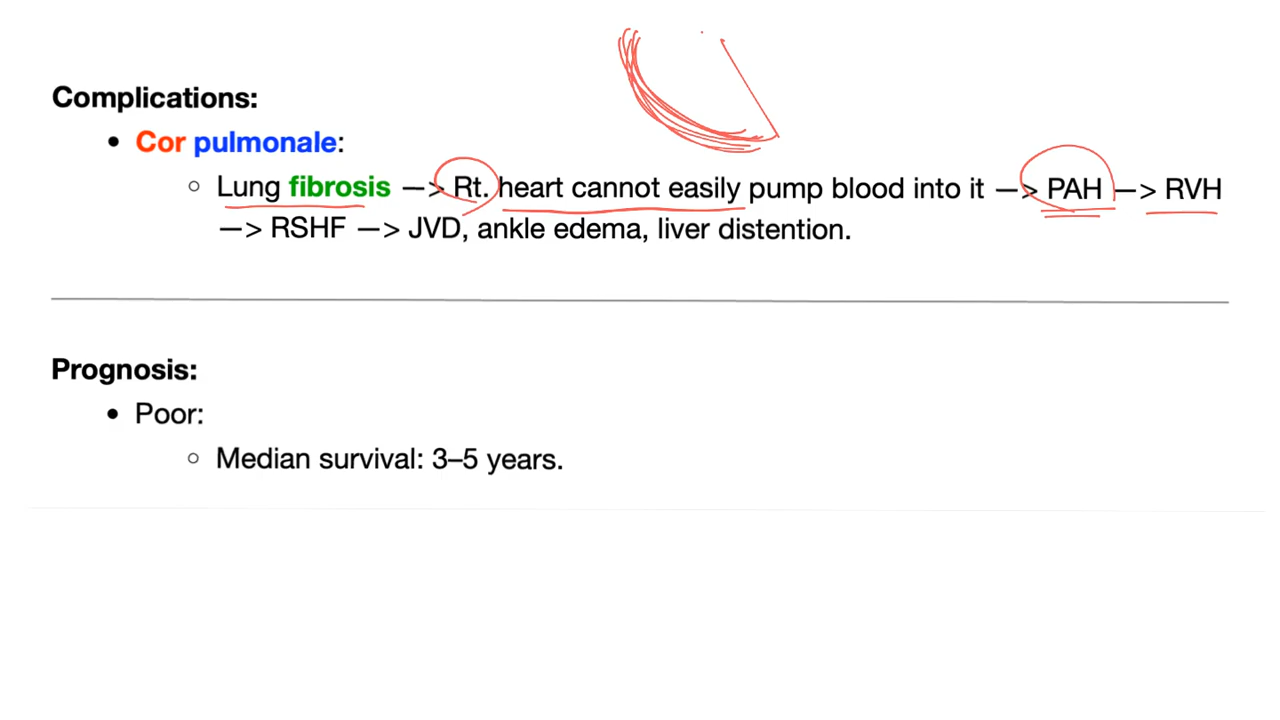 Complications:
• Cor pulmonale:
○ Lung fibrosis —> Rt. heart cannot easily pump blood into it —> PAH —> RVH
—> RSHF —> JVD, ankle edema, liver distention.
Prognosis:
• Poor:
○ Median survival: 3–5 years.